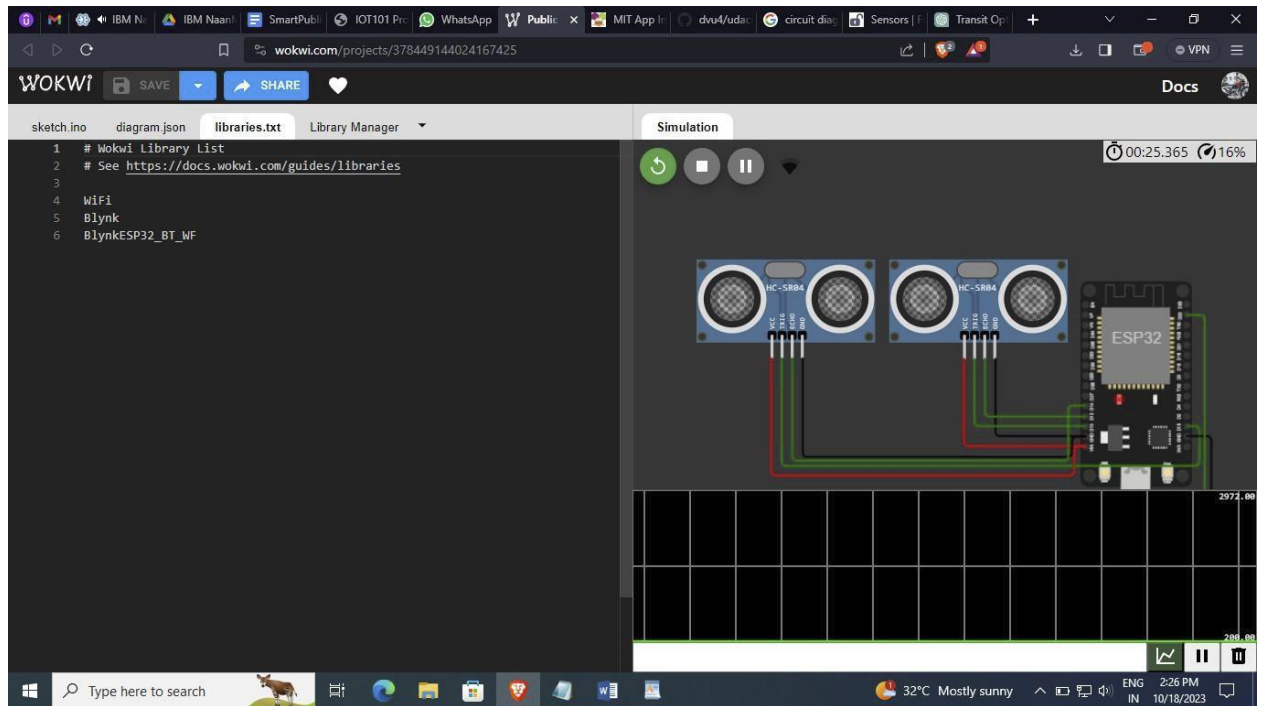 IBM Na
IBM NaanM
SmartPubli
IOT101 Pro
WhatsApp
Public
MIT App In
dvu4/udac
circuit diag
Sensors | F
Transit Opt
wokwi.com/projects/378449144024167425
VPN
WOKWi
SAVE
SHARE
Docs
sketch.ino
diagram.json
libraries.txt
Library Manager
Simulation
1 # Wokwi Library List
2 # See https://docs.wokwi.com/guides/libraries
3
4 WiFi
5 Blynk
6 BlynkESP32_BT_WF
00:25.365
16%
HC-SR04
VCC
TRIG
ECHO
GND
HC-SR04
VCC
TRIG
ECHO
GND
ESP32
2972.00
200.00
Type here to search
32°C Mostly sunny
ENG
IN
2:26 PM
10/18/2023